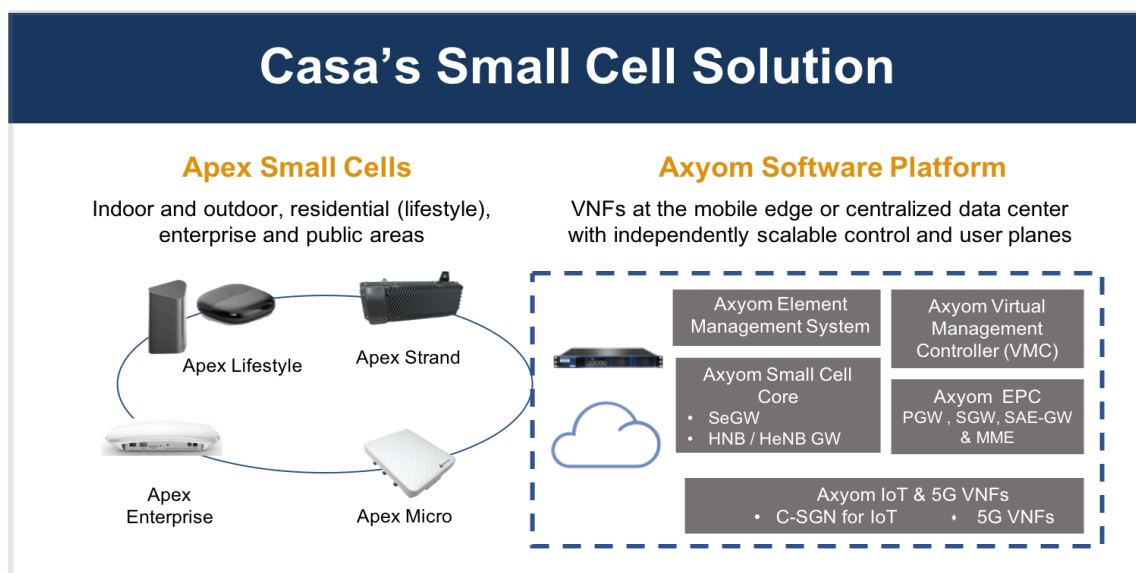 Casa's Small Cell Solution
Apex Small Cells
Indoor and outdoor, residential (lifestyle),
enterprise and public areas
Apex Lifestyle
Apex Strand
Apex
Enterprise
Apex Micro
Axyom Software Platform
VNFs at the mobile edge or centralized data center
with independently scalable control and user planes
Axyom Element
Management System
Axyom Virtual
Management
Controller (VMC)
Axyom Small Cell
Core
• SeGW
• HNB / HeNB GW
Axyom EPC
PGW , SGW, SAE-GW
& MME
Axyom IoT & 5G VNFs
• C-SGN for IoT ♦ 5G VNFs